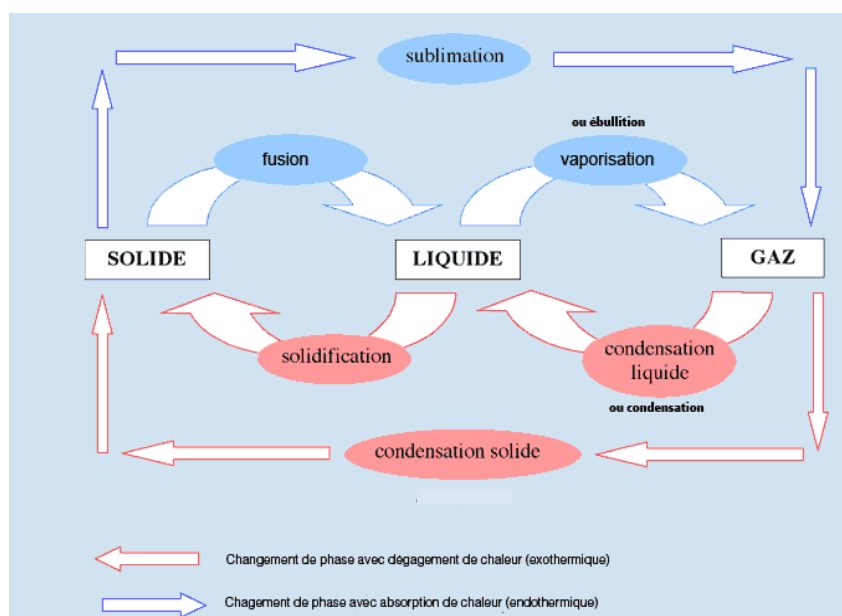 sublimation
ou ébullition
fusion
vaporisation
SOLIDE
LIQUIDE
GAZ
solidification
condensation
liquide
ou condensation
condensation solide
Changement de phase avec dégagement de chaleur (exothermique)
Chagement de phase avec absorption de chaleur (endothermique)